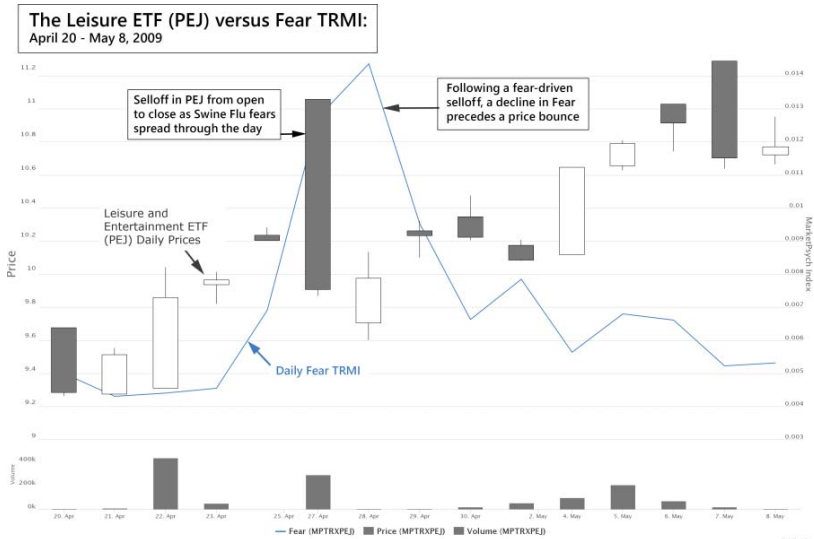 The Leisure ETF (PEJ) versus Fear TRMI:
April 20 - May 8, 2009
Selloff in PEJ from open
to close as Swine Flu fears
spread through the day
Following a fear-driven
selloff, a decline in Fear
precedes a price bounce
Leisure and
Entertainment ETF
(PEJ) Daily Prices
Daily Fear TRMI
Price
11.2
11
10.8
10.6
10.4
10.2
10
9.8
9.6
9.4
9.2
9
MarketPsych Index
0.014
0.013
0.012
0.011
0.01
0.009
0.008
0.007
0.006
0.005
0.004
0.003
Volume
400k
200k
0k
20. Apr
21. Apr
22. Apr
23. Apr
25. Apr
27. Apr
28. Apr
29. Apr
30. Apr
2. May
4. May
5. May
6. May
7. May
8. May
Fear (MPTRXPEJ)
Price (MPTRXPEJ)
Volume (MPTRXPEJ)